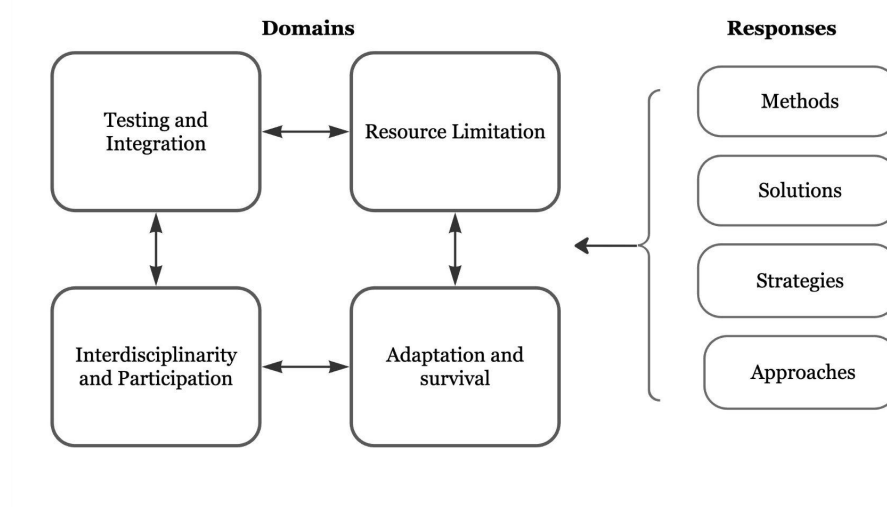 Domains
Responses
Testing and
Integration
Resource Limitation
Interdisciplinarity
and Participation
Adaptation and
survival
Methods
Solutions
Strategies
Approaches